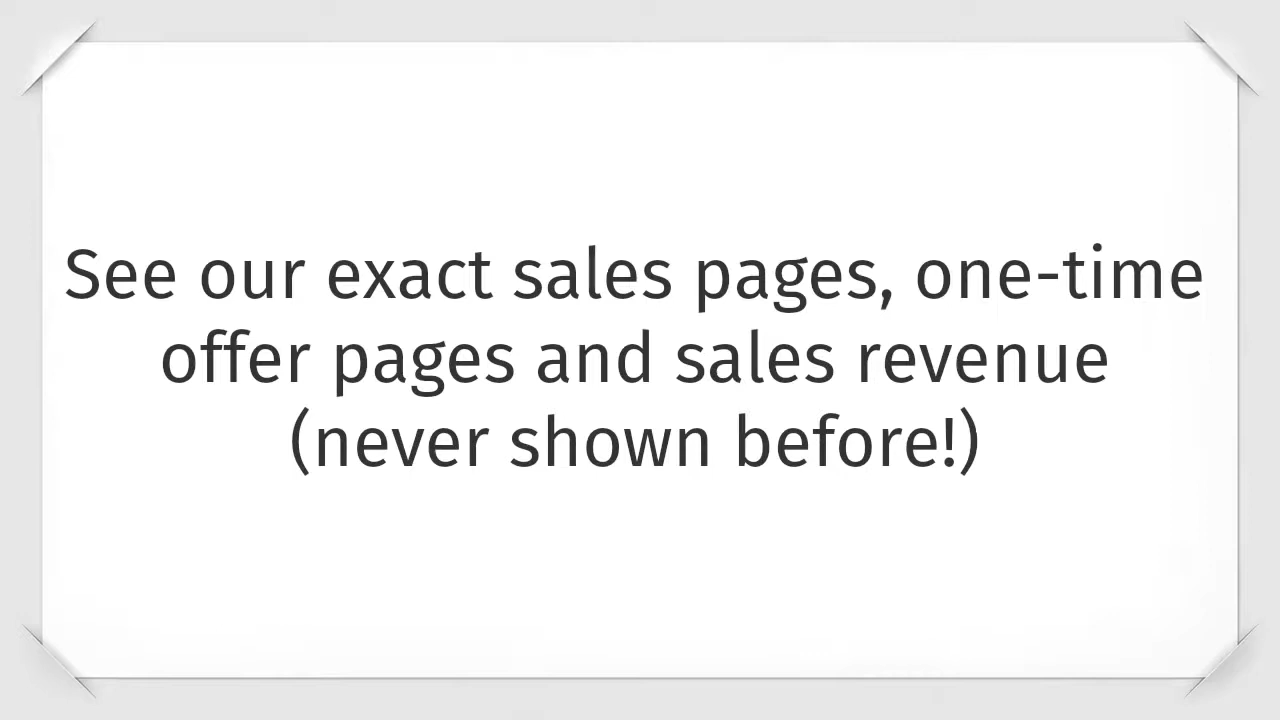 See our exact sales pages, one-time
offer pages and sales revenue
(never shown before!)